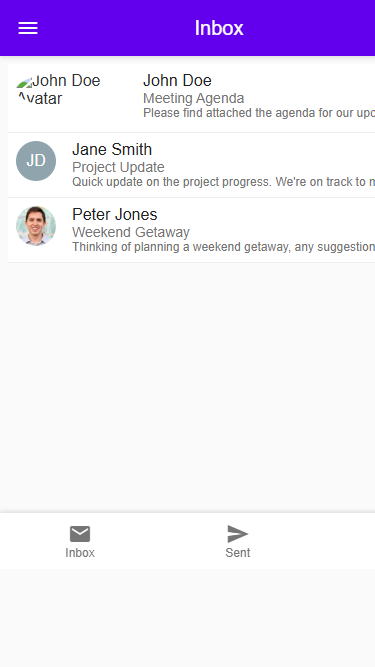 Inbox
John Doe
Avatar
John Doe
Meeting Agenda
Please find attached the agenda for our
JD
Jane Smith
Project Update
Quick update on the project progress. We're on track to
Peter Jones
Weekend Getaway
Thinking of planning a weekend getaway, any suggestion
Inbox
Sent